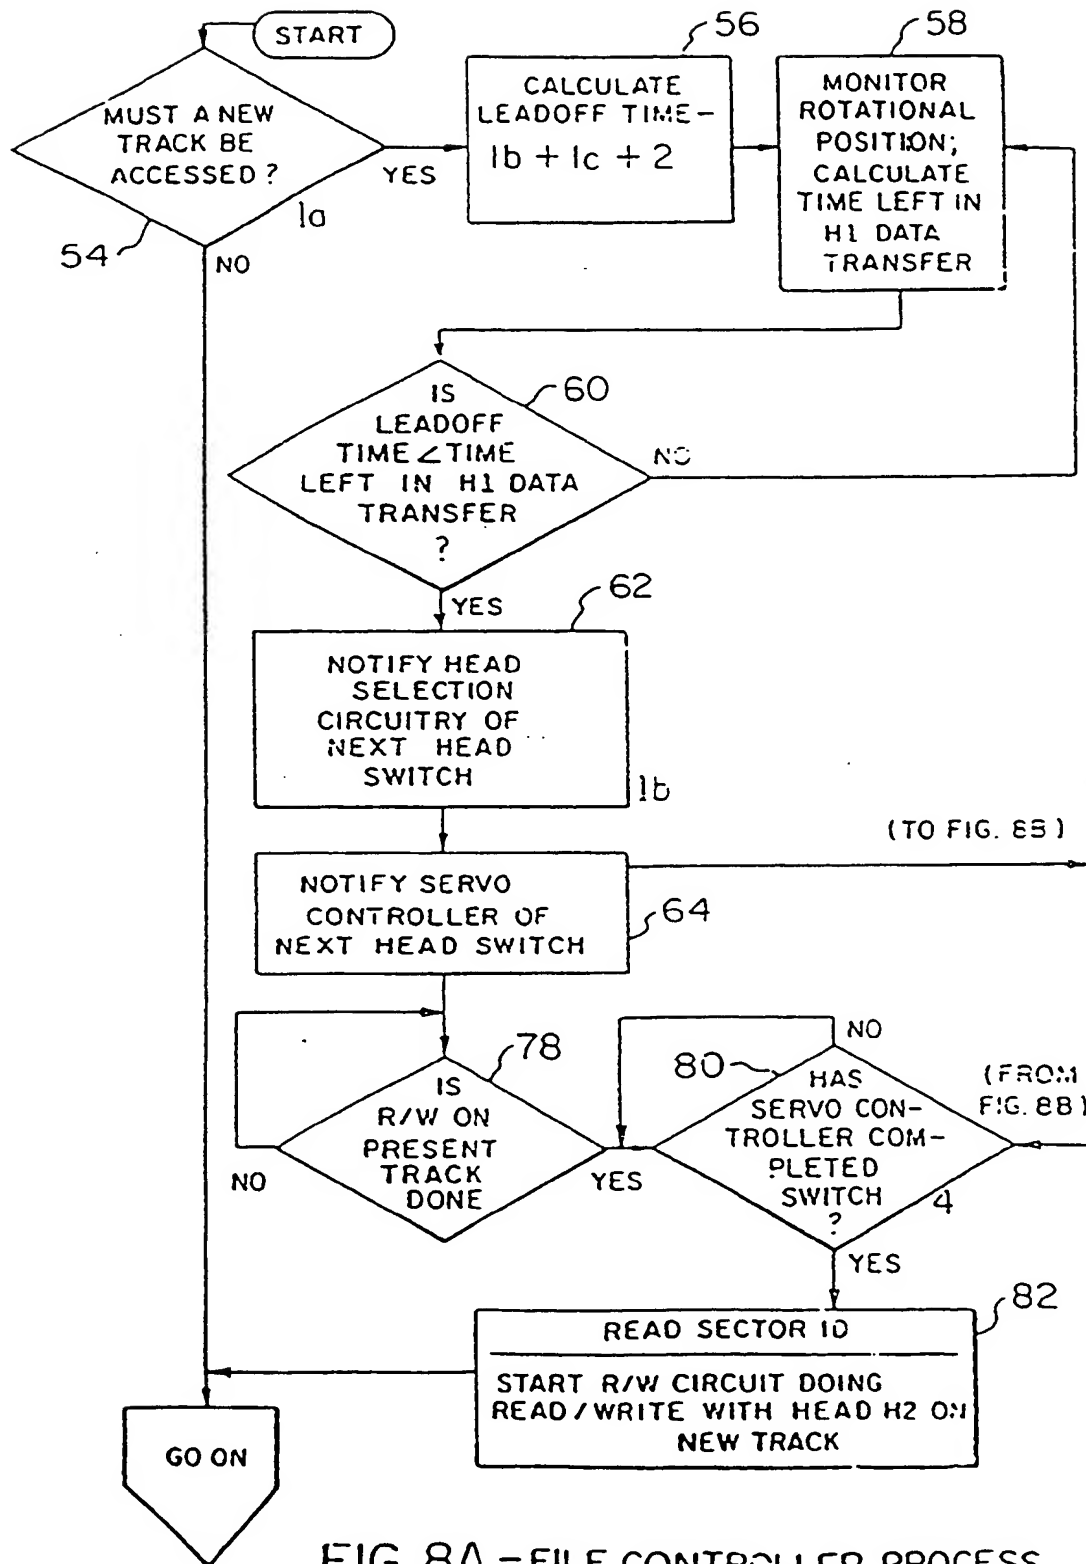 START
MUST A NEW
TRACK BE
ACCESSED ?
1a
54
YES
NO
56
CALCULATE
LEADOFF TIME—
1b + 1c + 2
58
MONITOR
ROTATIONAL
POSITION;
CALCULATE
TIME LEFT IN
H1 DATA
TRANSFER
60
IS
LEADOFF
TIME < TIME
LEFT IN H1 DATA
TRANSFER
?
NO
YES
62
NOTIFY HEAD
SELECTION
CIRCUITRY OF
NEXT HEAD
SWITCH
1b
(TO FIG. 8B)
NOTIFY SERVO
CONTROLLER OF
NEXT HEAD SWITCH
64
78
IS
R/W ON
PRESENT
TRACK
DONE
NO
YES
80
HAS
SERVO CON-
TROLLER COM-
PLETED
SWITCH
?
4
NO
(FROM
FIG. 8B)
YES
82
READ SECTOR ID
START R/W CIRCUIT DOING
READ/WRITE WITH HEAD H2 ON
NEW TRACK
GO ON
FIG. 8A - FILE CONTROLLER PROCESS